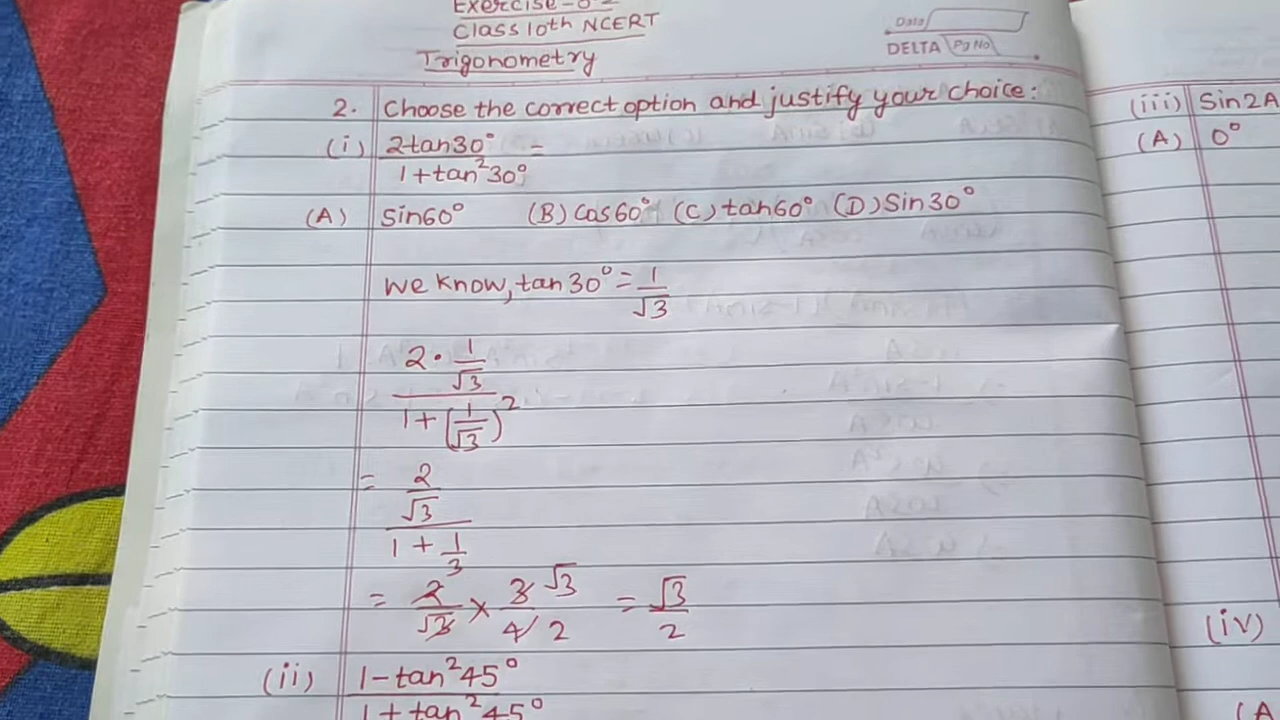 Exercise-8.2
Class 10th NCERT
Trigonometry
Date
DELTA Pg No
2. Choose the correct option and justify your choice:
(i) 2tan30° =
1+tan²30°
(A) Sin60° (B) Cos60° (C) tan60° (D) Sin30°
We know, tan30° = 1
√3
2 · 1
√3
1 + (1
√3)²
= 2
√3
1 + 1
3
= 2 × 3 √3 = √3
√3 4 2 2
(ii) 1-tan²45°
1+tan²45°
(iii) Sin2A
(A) 0°
(iv)
(A